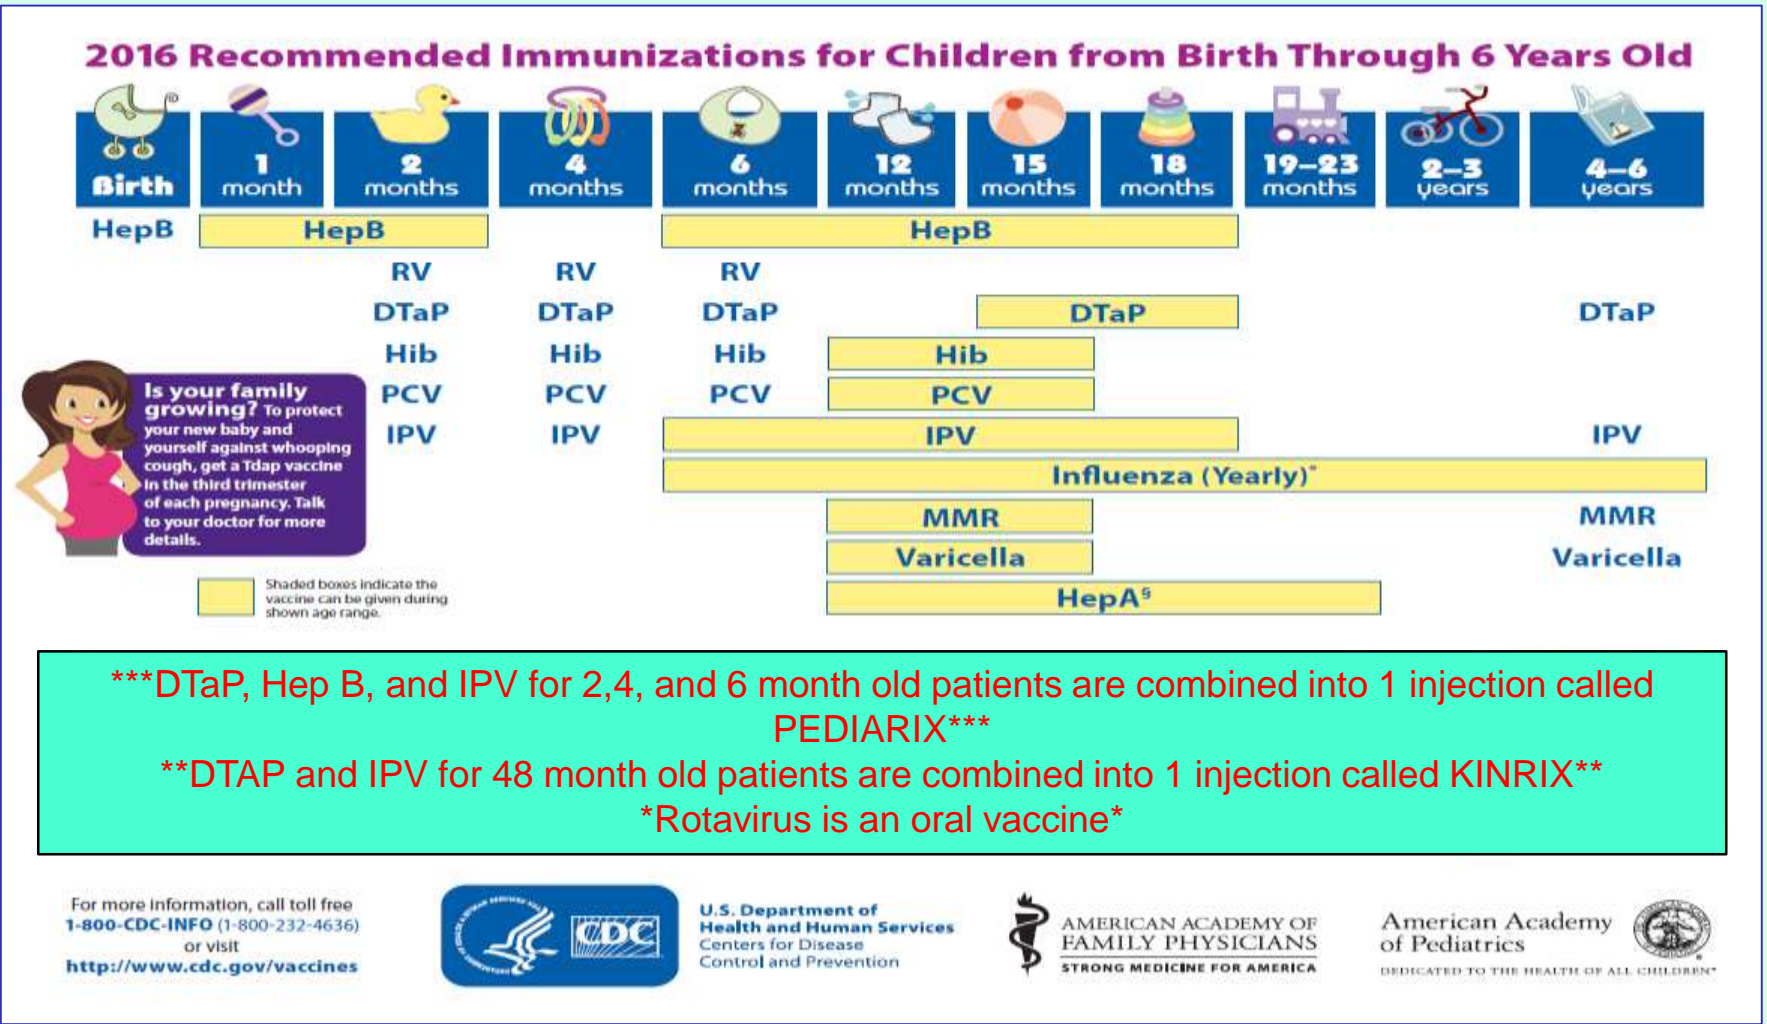 2016 Recommended Immunizations for Children from Birth Through 6 Years Old
Birth
1 month
2 months
4 months
6 months
12 months
15 months
18 months
19–23 months
2–3 years
4–6 years
HepB HepB HepB
RV RV RV
DTaP DTaP DTaP DTaP DTaP
Hib Hib Hib Hib
PCV PCV PCV PCV
IPV IPV IPV IPV
Influenza (Yearly)*
MMR MMR
Varicella Varicella
HepA§
Is your family
growing? To protect
your new baby and
yourself against whooping
cough, get a Tdap vaccine
in the third trimester
of each pregnancy. Talk
to your doctor for more
details.
Shaded boxes indicate the
vaccine can be given during
shown age range.
***DTaP, Hep B, and IPV for 2,4, and 6 month old patients are combined into 1 injection called
PEDIARIX***
**DTAP and IPV for 48 month old patients are combined into 1 injection called KINRIX**
*Rotavirus is an oral vaccine*
For more information, call toll free
1-800-CDC-INFO (1-800-232-4636)
or visit
http://www.cdc.gov/vaccines
CDC
U.S. Department of
Health and Human Services
Centers for Disease
Control and Prevention
AMERICAN ACADEMY OF
FAMILY PHYSICIANS
STRONG MEDICINE FOR AMERICA
American Academy
of Pediatrics
DEDICATED TO THE HEALTH OF ALL CHILDREN®